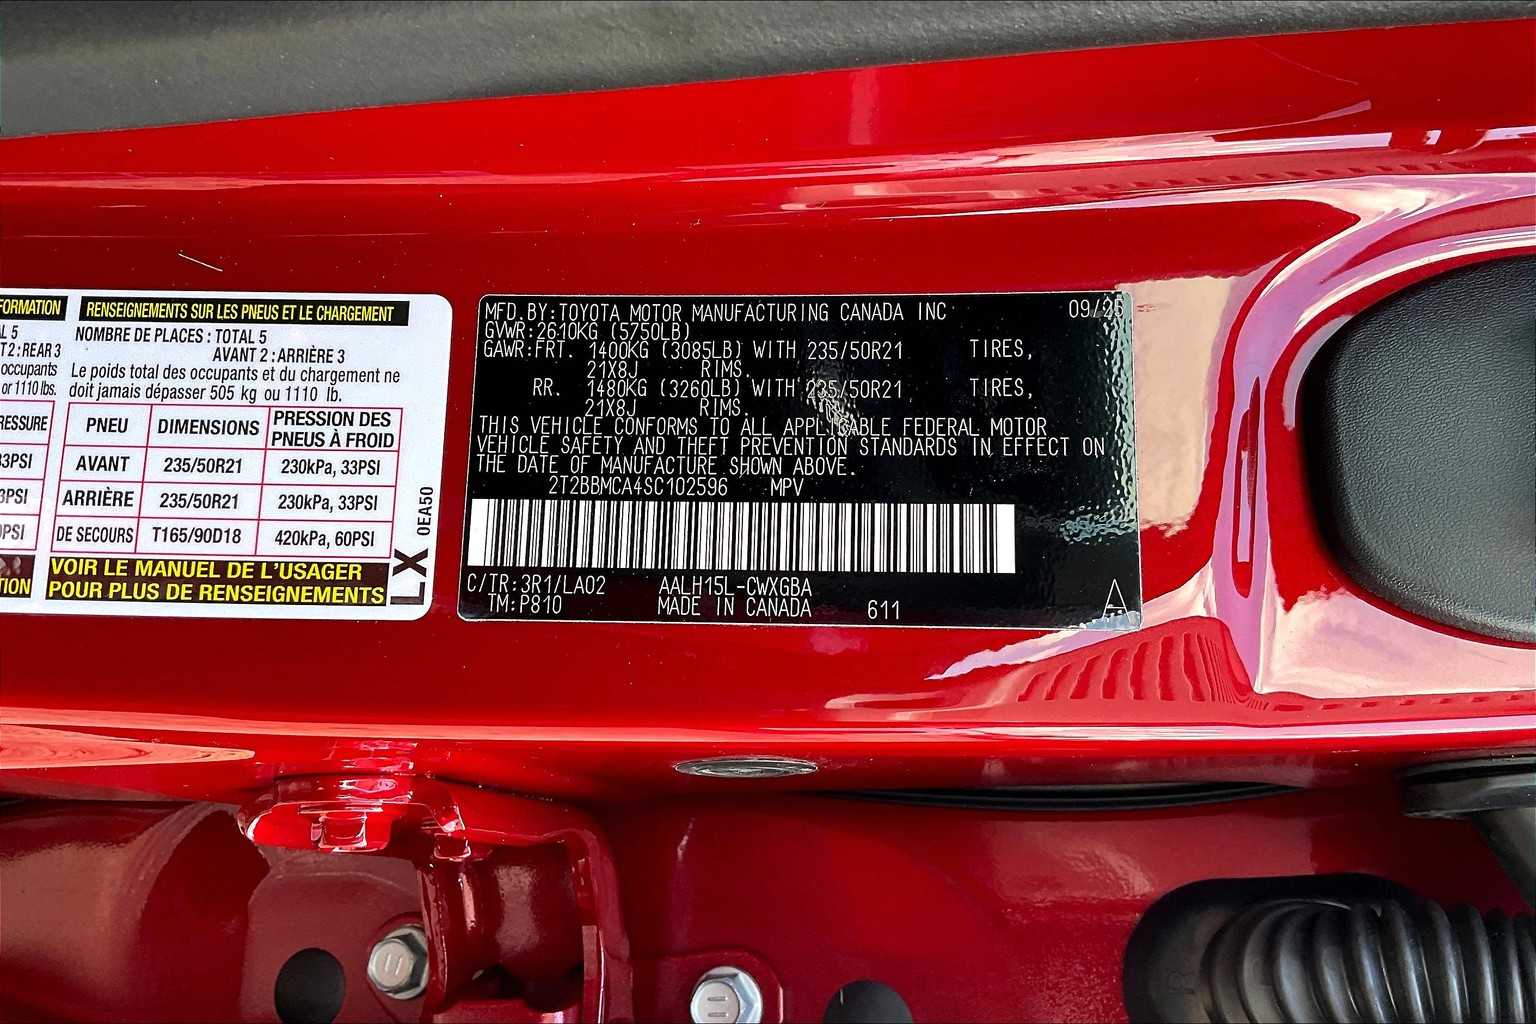 FORMATION
L 5
T 2 : REAR 3
occupants
or 1110 lbs.
RESSURE
3PSI
3PSI
0PSI
TION
RENSEIGNEMENTS SUR LES PNEUS ET LE CHARGEMENT
NOMBRE DE PLACES : TOTAL 5
AVANT 2 : ARRIÈRE 3
Le poids total des occupants et du chargement ne
doit jamais dépasser 505 kg ou 1110 lb.
PNEU DIMENSIONS PRESSION DES PNEUS À FROID
AVANT 235/50R21 230kPa, 33PSI
ARRIÈRE 235/50R21 230kPa, 33PSI
DE SECOURS T165/90D18 420kPa, 60PSI
VOIR LE MANUEL DE L'USAGER
POUR PLUS DE RENSEIGNEMENTS
LX 0EA50
MFD. BY: TOYOTA MOTOR MANUFACTURING CANADA INC 09/25
GVWR: 2610KG (5750LB)
GAWR: FRT. 1400KG (3085LB) WITH 235/50R21 TIRES,
21X8J RIMS.
RR. 1480KG (3260LB) WITH 235/50R21 TIRES,
21X8J RIMS.
THIS VEHICLE CONFORMS TO ALL APPLICABLE FEDERAL MOTOR
VEHICLE SAFETY AND THEFT PREVENTION STANDARDS IN EFFECT ON
THE DATE OF MANUFACTURE SHOWN ABOVE.
2T2BBMCA4SC102596 MPV
C/TR: 3R1/LA02 AALH15L-CWXGBA
TM: P810 MADE IN CANADA 611
A